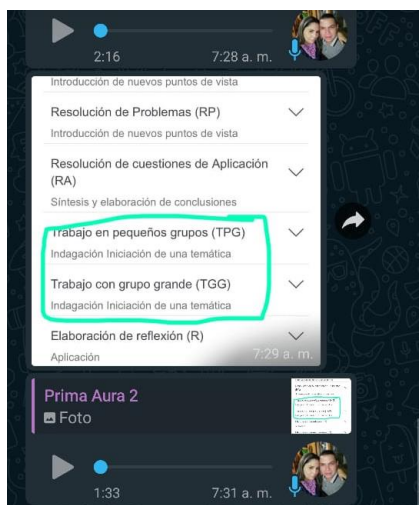 2:16 7:28 a. m.
Introducción de nuevos puntos de vista
Resolución de Problemas (RP)
Introducción de nuevos puntos de vista
Resolución de cuestiones de Aplicación
(RA)
Síntesis y elaboración de conclusiones
Trabajo en pequeños grupos (TPG)
Indagación Iniciación de una temática
Trabajo con grupo grande (TGG)
Indagación Iniciación de una temática
Elaboración de reflexión (R)
Aplicación 7:29 a. m.
Prima Aura 2
Foto
1:33 7:31 a. m.